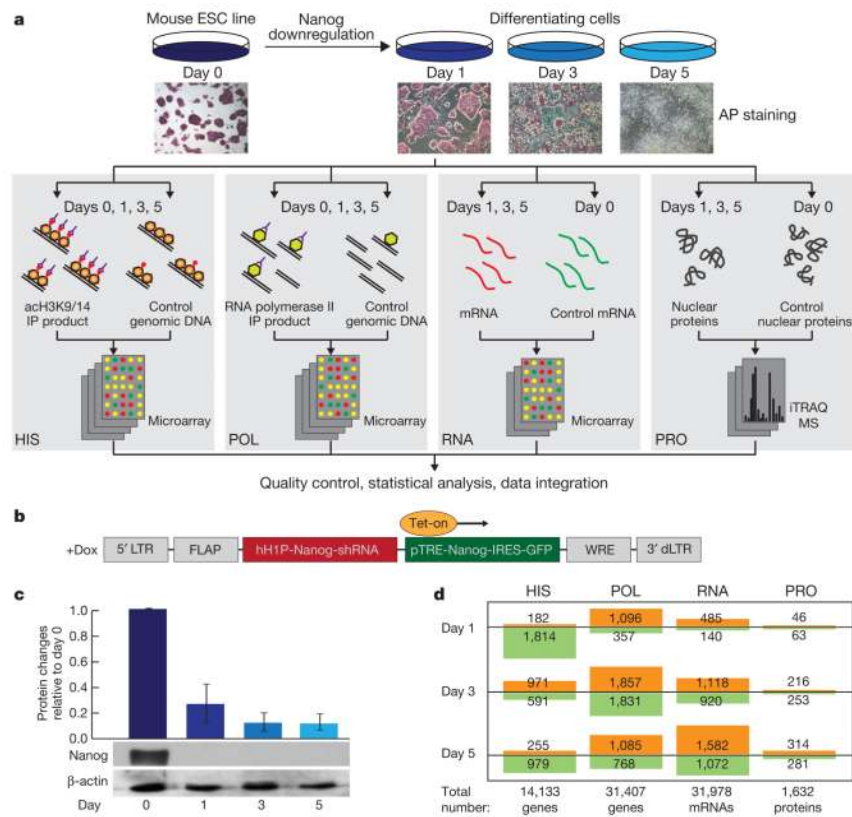 a
Mouse ESC line
Nanog
downregulation
Differentiating cells
Day 0
Day 1
Day 3
Day 5
AP staining
Days 0, 1, 3, 5
acH3K9/14
IP product
Control
genomic DNA
Microarray
HIS
Days 0, 1, 3, 5
RNA polymerase II
IP product
Control
genomic DNA
Microarray
POL
Days 1, 3, 5
Day 0
mRNA
Control mRNA
Microarray
RNA
Days 1, 3, 5
Day 0
Nuclear
proteins
Control
nuclear proteins
iTRAQ
MS
PRO
Quality control, statistical analysis, data integration
b
Tet-on
+Dox
5′ LTR
FLAP
hH1P-Nanog-shRNA
pTRE-Nanog-IRES-GFP
WRE
3′ dLTR
c
Protein changes
relative to day 0
1.0
0.8
0.6
0.4
0.2
0.0
Nanog
β-actin
Day 0 1 3 5
d
HIS POL RNA PRO
Day 1
182 1,096 485 46
1,814 357 140 63
Day 3
971 1,857 1,118 216
591 1,831 920 253
Day 5
255 1,085 1,582 314
979 768 1,072 281
Total 14,133 31,407 31,978 1,632
number: genes genes mRNAs proteins